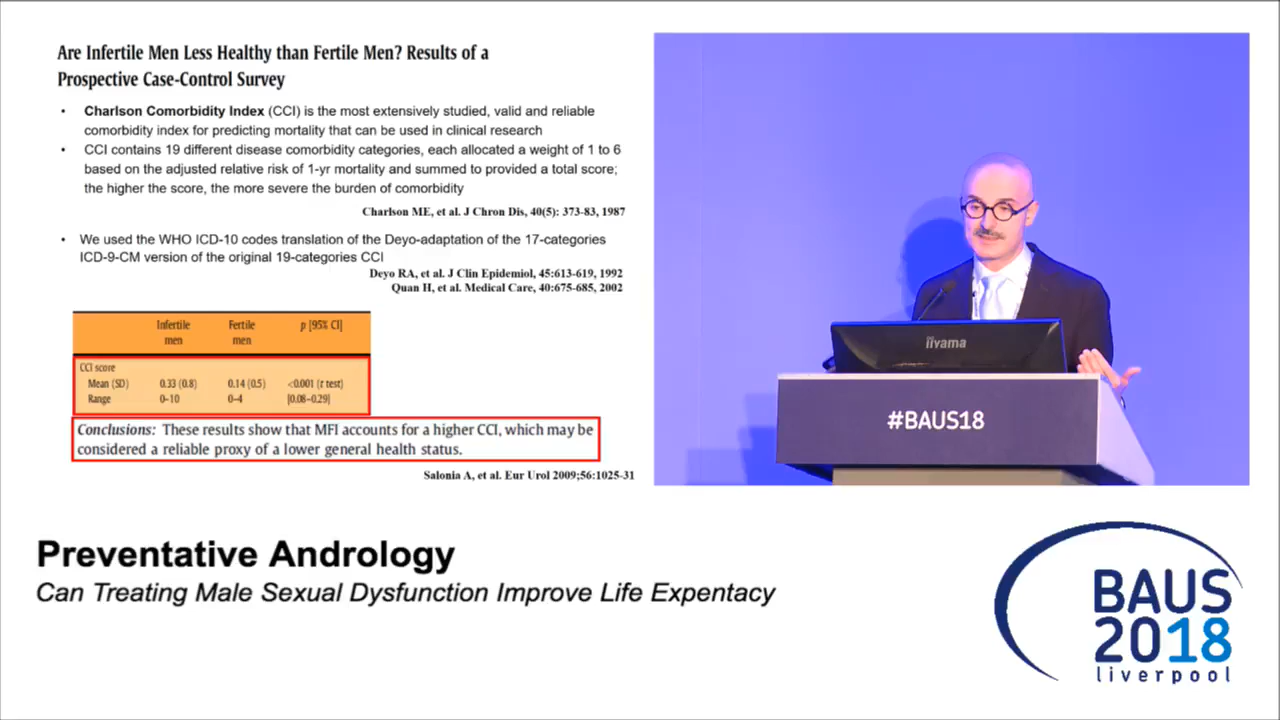 Are Infertile Men Less Healthy than Fertile Men? Results of a
Prospective Case-Control Survey
• Charlson Comorbidity Index (CCI) is the most extensively studied, valid and reliable
comorbidity index for predicting mortality that can be used in clinical research
• CCI contains 19 different disease comorbidity categories, each allocated a weight of 1 to 6
based on the adjusted relative risk of 1-yr mortality and summed to provided a total score;
the higher the score, the more severe the burden of comorbidity
Charlson ME, et al. J Chron Dis, 40(5): 373-83, 1987
• We used the WHO ICD-10 codes translation of the Deyo-adaptation of the 17-categories
ICD-9-CM version of the original 19-categories CCI
Deyo RA, et al. J Clin Epidemiol, 45:613-619, 1992
Quan H, et al. Medical Care, 40:675-685, 2002
Infertile Fertile p [95% CI]
men men
CCI score
Mean (SD) 0.33 (0.8) 0.14 (0.5) <0.001 (t test)
Range 0–10 0–4 [0.08–0.29]
Conclusions: These results show that MFI accounts for a higher CCI, which may be
considered a reliable proxy of a lower general health status.
Salonia A, et al. Eur Urol 2009;56:1025-31
iiyama
#BAUS18
Preventative Andrology
Can Treating Male Sexual Dysfunction Improve Life Expentacy
BAUS
2018
liverpool